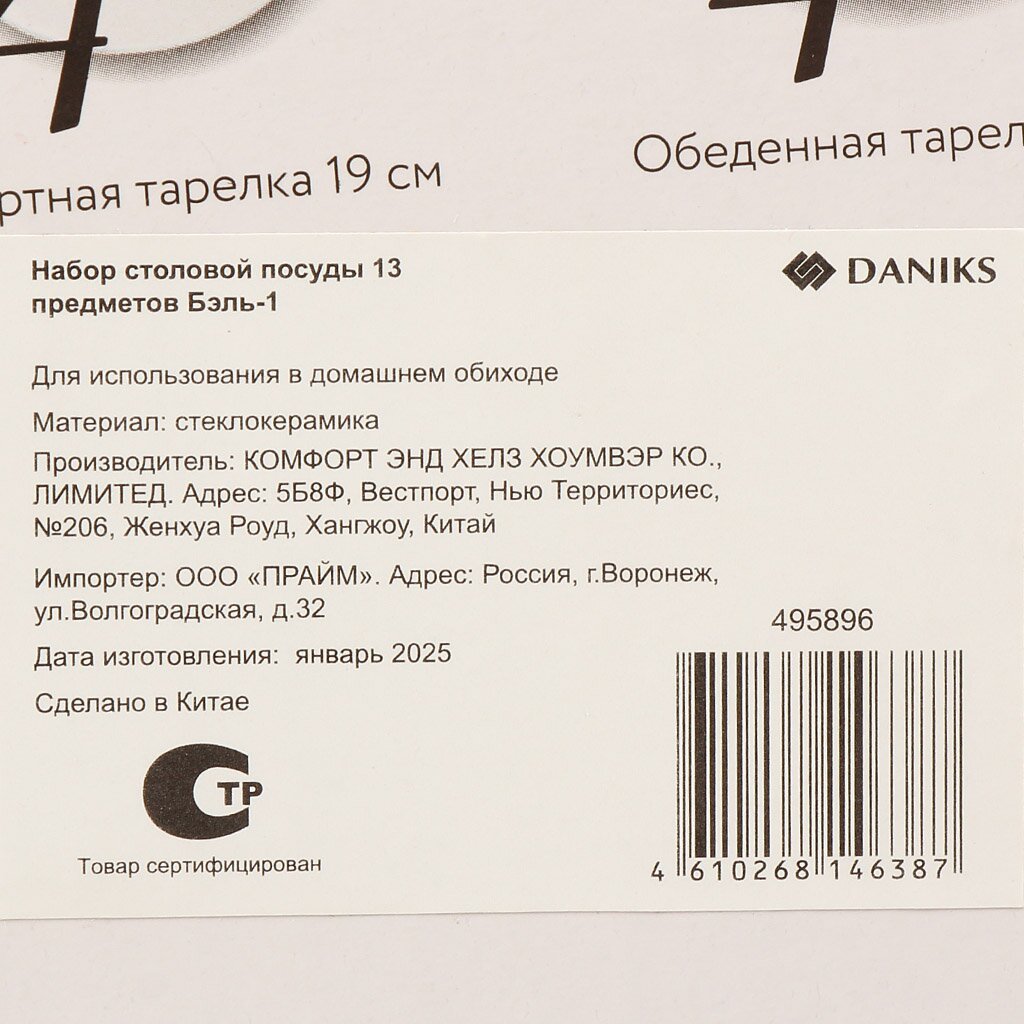 4
4
ртная тарелка 19 см
Обеденная тарел
Набор столовой посуды 13
предметов Бэль-1
DANIKS
Для использования в домашнем обиходе
Материал: стеклокерамика
Производитель: КОМФОРТ ЭНД ХЕЛЗ ХОУМВЭР КО.,
ЛИМИТЕД. Адрес: 5Б8Ф, Вестпорт, Нью Территориес,
№206, Женхуа Роуд, Хангжоу, Китай
Импортер: ООО «ПРАЙМ». Адрес: Россия, г.Воронеж,
ул.Волгоградская, д.32
Дата изготовления: январь 2025
Сделано в Китае
495896
4 610268 146387
СТР
Товар сертифицирован